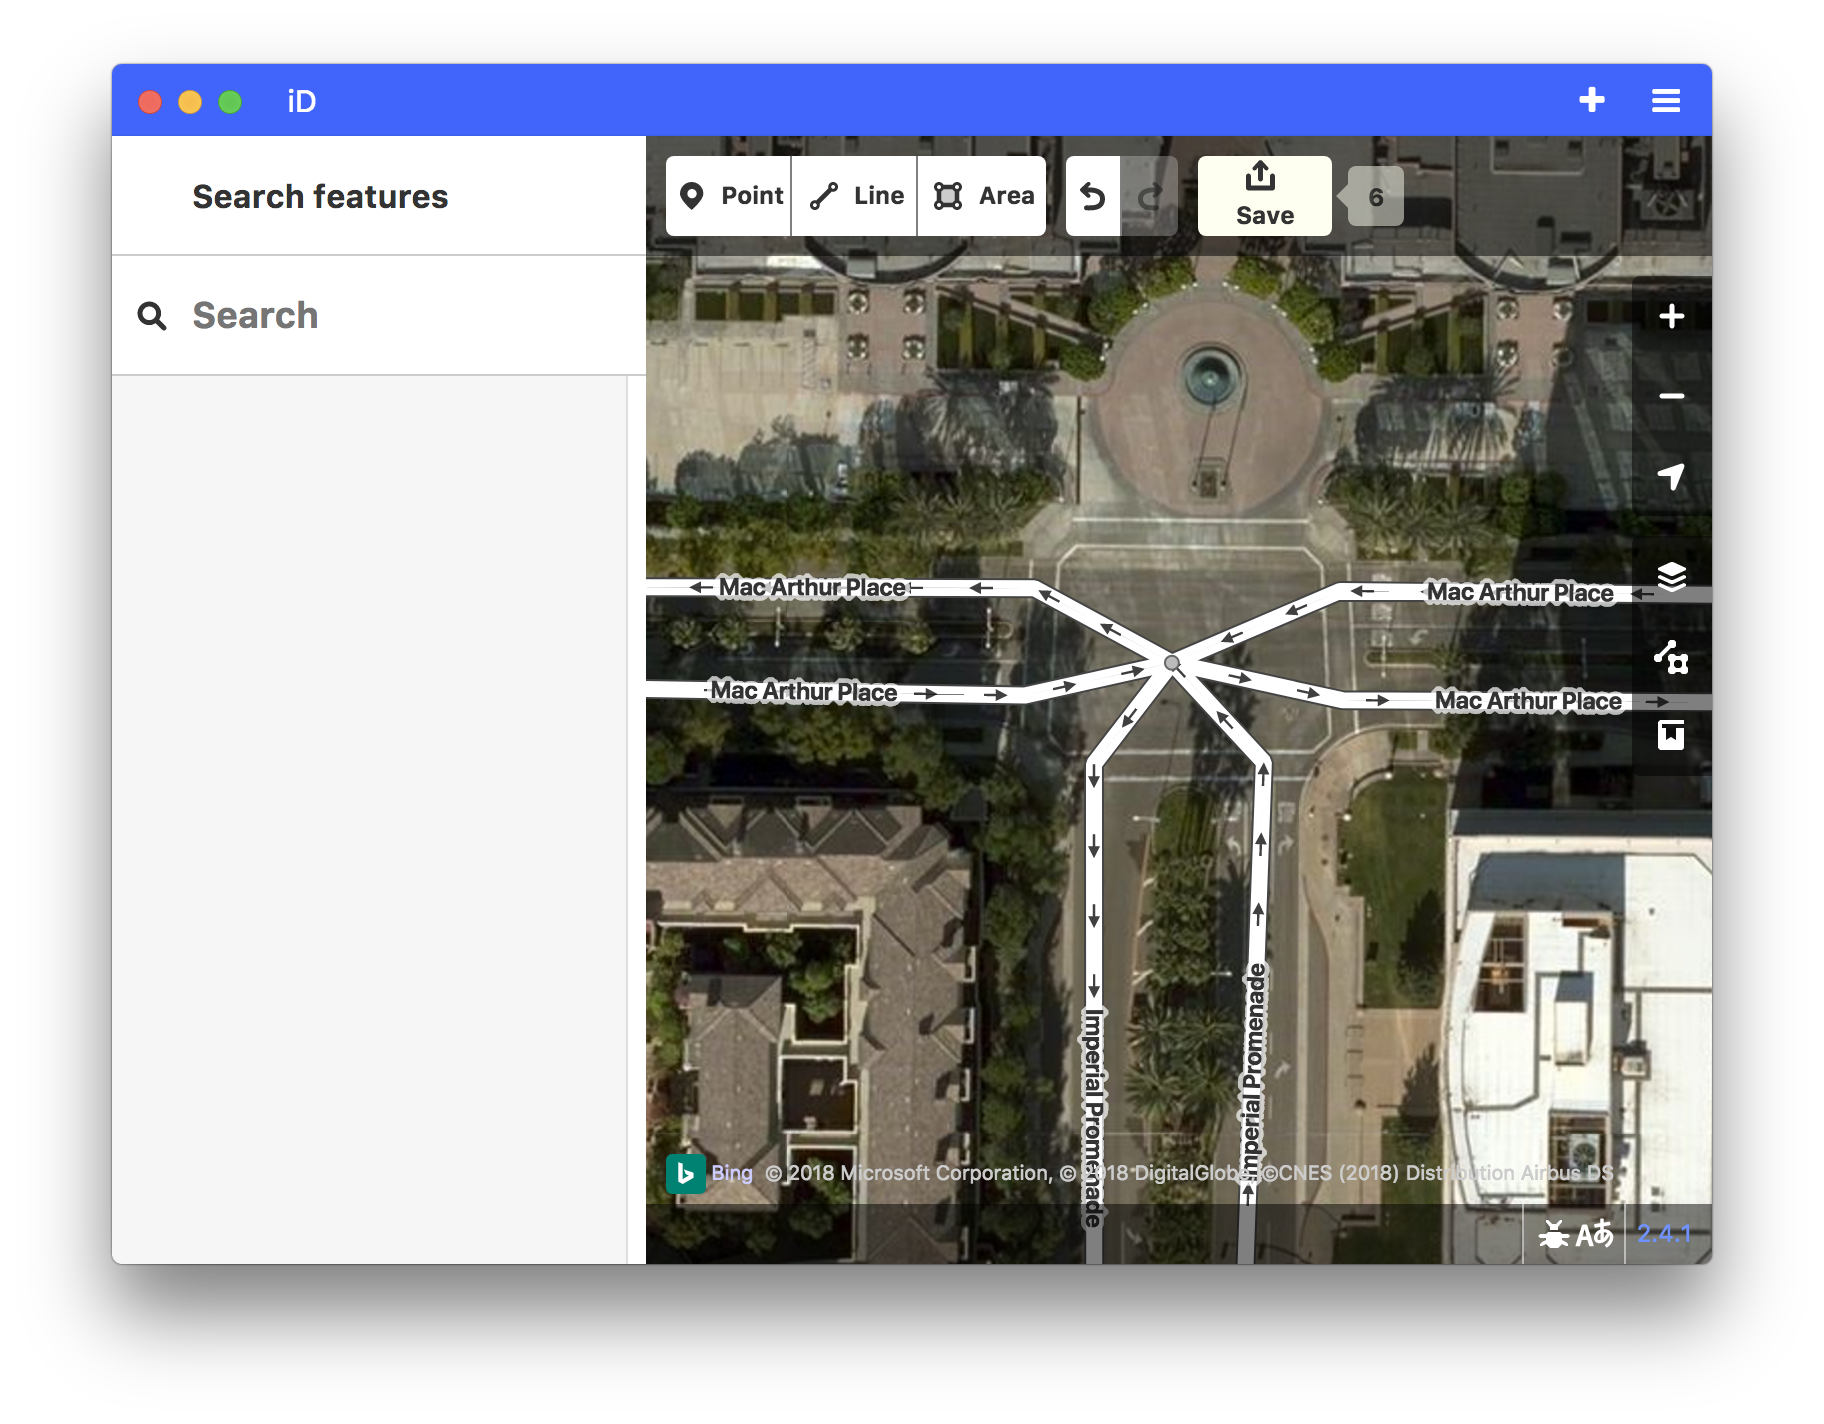 iD
Search features
Search
Point
Line
Area
Save
6
Mac Arthur Place
Mac Arthur Place
Mac Arthur Place
Mac Arthur Place
Imperial Promenade
Imperial Promenade
Bing © 2018 Microsoft Corporation, © 2018 DigitalGlobe, ©CNES (2018) Distribution Airbus DS
Aあ
2.4.1